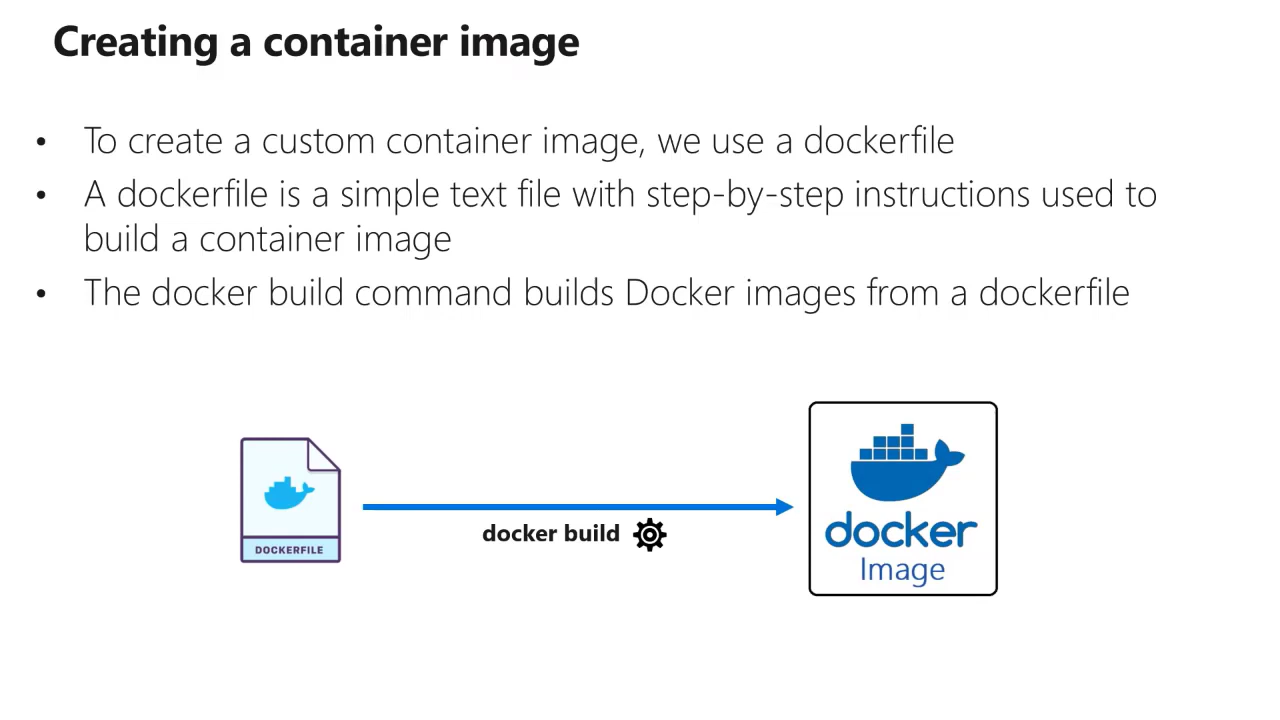 Creating a container image
• To create a custom container image, we use a dockerfile
• A dockerfile is a simple text file with step-by-step instructions used to
build a container image
• The docker build command builds Docker images from a dockerfile
DOCKERFILE
docker build
docker
Image